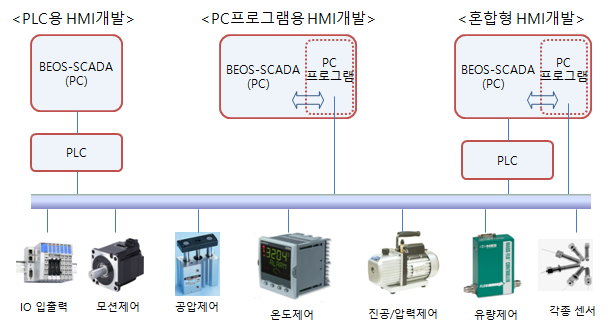 <PLC용 HMI개발>
<PC프로그램용 HMI개발>
<혼합형 HMI개발>
BEOS-SCADA
(PC)
BEOS-SCADA
(PC)
PC
프로그램
BEOS-SCADA
(PC)
PC
프로그램
PLC
PLC
3204
IO 입출력
모션제어
공압제어
온도제어
진공/압력제어
유량제어
각종 센서